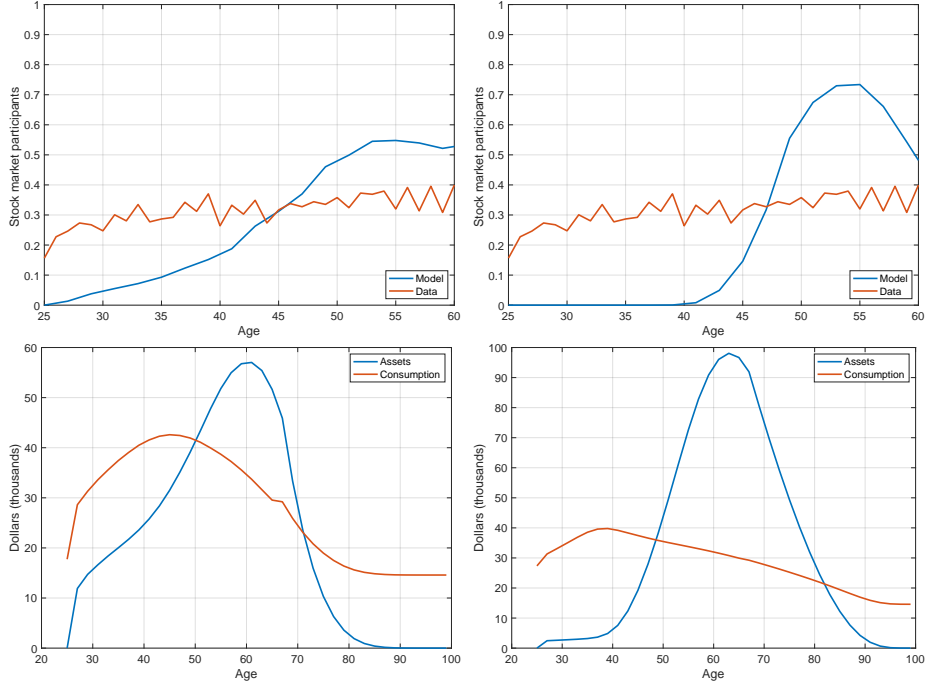 1
0.9
0.8
0.7
0.6
0.5
0.4
0.3
0.2
0.1
0
Stock market participants
25 30 35 40 45 50 55 60
Age
Model
Data
1
0.9
0.8
0.7
0.6
0.5
0.4
0.3
0.2
0.1
0
Stock market participants
25 30 35 40 45 50 55 60
Age
Model
Data
60
50
40
30
20
10
0
Dollars (thousands)
20 30 40 50 60 70 80 90 100
Age
Assets
Consumption
100
90
80
70
60
50
40
30
20
10
0
Dollars (thousands)
20 30 40 50 60 70 80 90 100
Age
Assets
Consumption